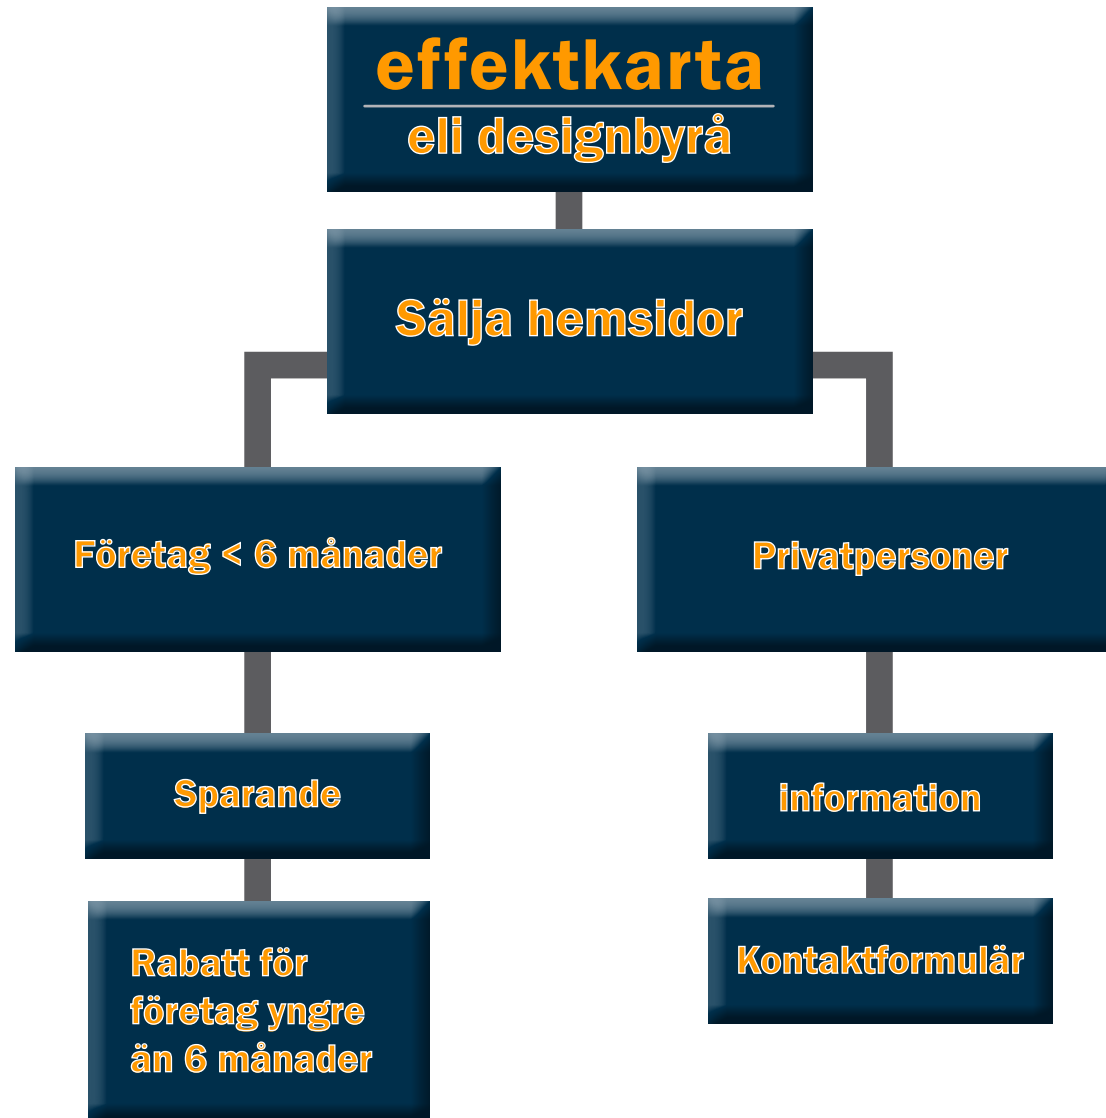 effektkarta
eli designbyrå
Sälja hemsidor
Företag < 6 månader
Privatpersoner
Sparande
information
Rabatt för
företag yngre
än 6 månader
Kontaktformulär